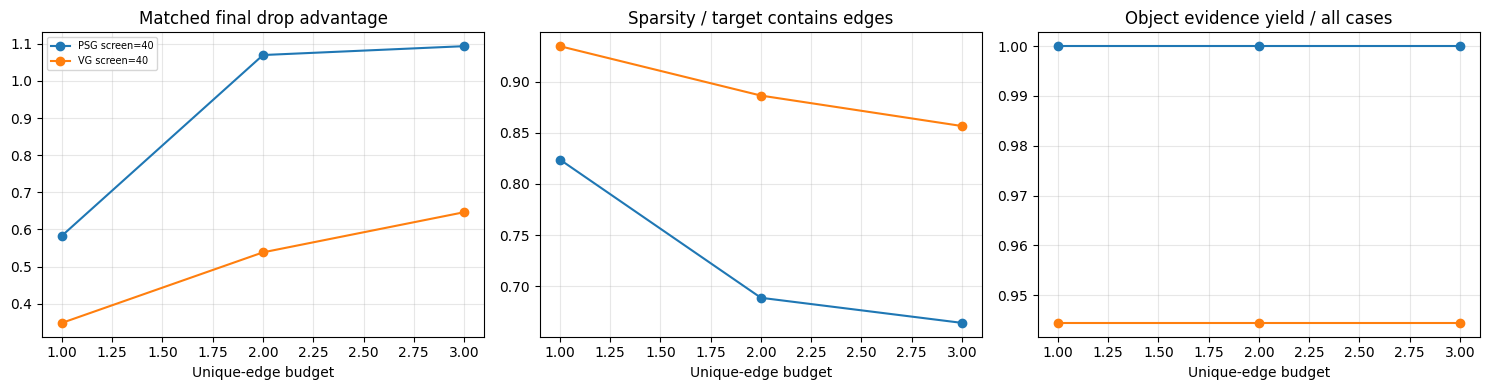 Matched final drop advantage
PSG screen=40
VG screen=40
1.1
1.0
0.9
0.8
0.7
0.6
0.5
0.4
1.00 1.25 1.50 1.75 2.00 2.25 2.50 2.75 3.00
Unique-edge budget
Sparsity / target contains edges
0.90
0.85
0.80
0.75
0.70
1.00 1.25 1.50 1.75 2.00 2.25 2.50 2.75 3.00
Unique-edge budget
Object evidence yield / all cases
1.00
0.99
0.98
0.97
0.96
0.95
1.00 1.25 1.50 1.75 2.00 2.25 2.50 2.75 3.00
Unique-edge budget